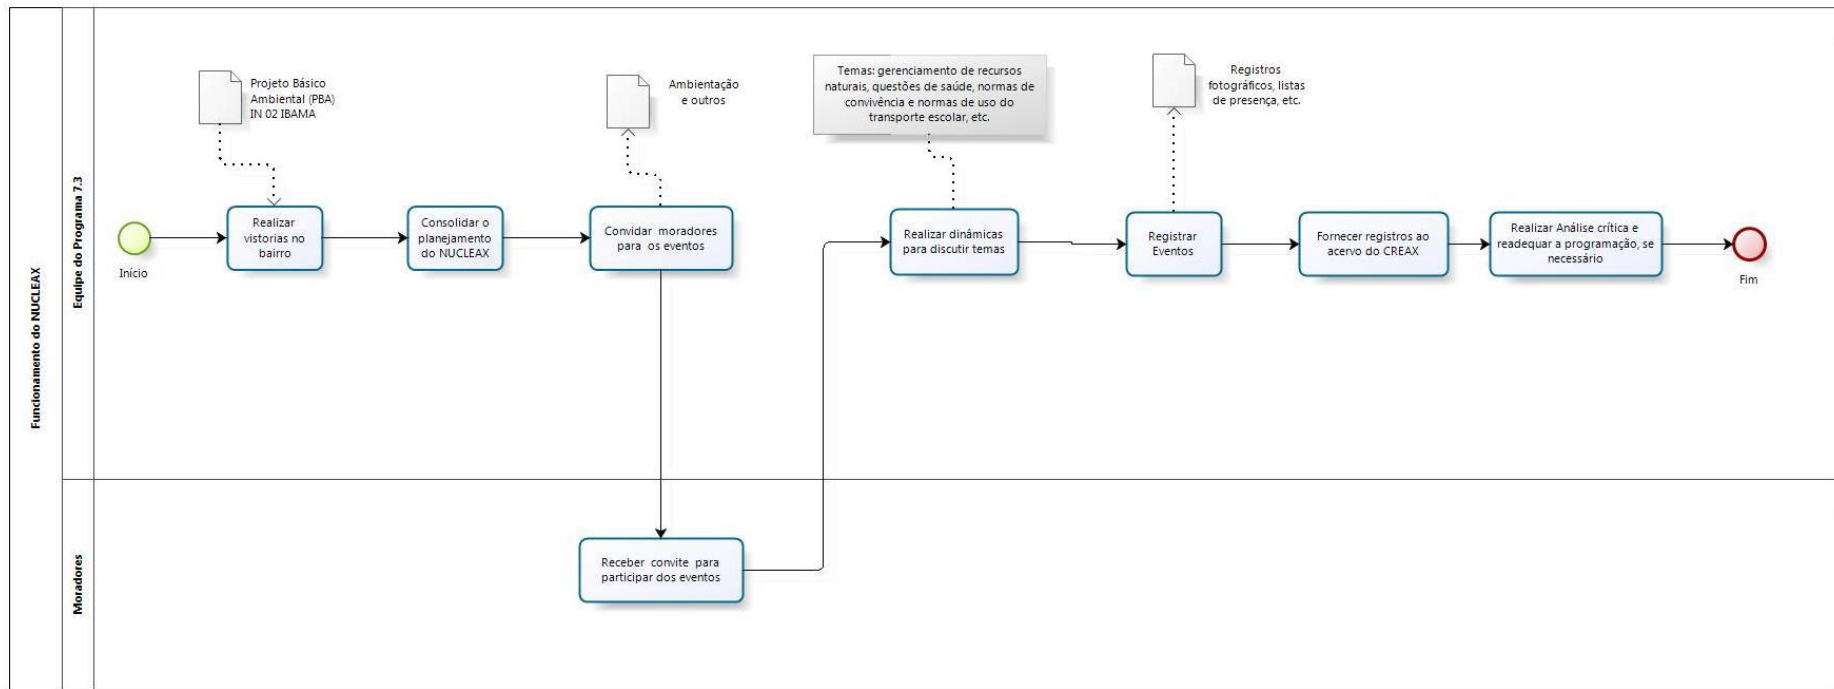 Funcionamento do NUCLEAX
Equipe do Programa 7.3
Projeto Básico
Ambiental (PBA)
IN 02 IBAMA
Ambientação
e outros
Temas: gerenciamento de recursos
naturais, questões de saúde, normas de
convivência e normas de uso do
transporte escolar, etc.
Registros
fotográficos, listas
de presença, etc.
Início
Realizar
vistorias no
bairro
Consolidar o
planejamento
do NUCLEAX
Convidar moradores
para os eventos
Realizar dinâmicas
para discutir temas
Registrar
Eventos
Fornecer registros ao
acervo do CREAX
Realizar Análise crítica e
readequar a programação, se
necessário
Fim
Moradores
Receber convite para
participar dos eventos